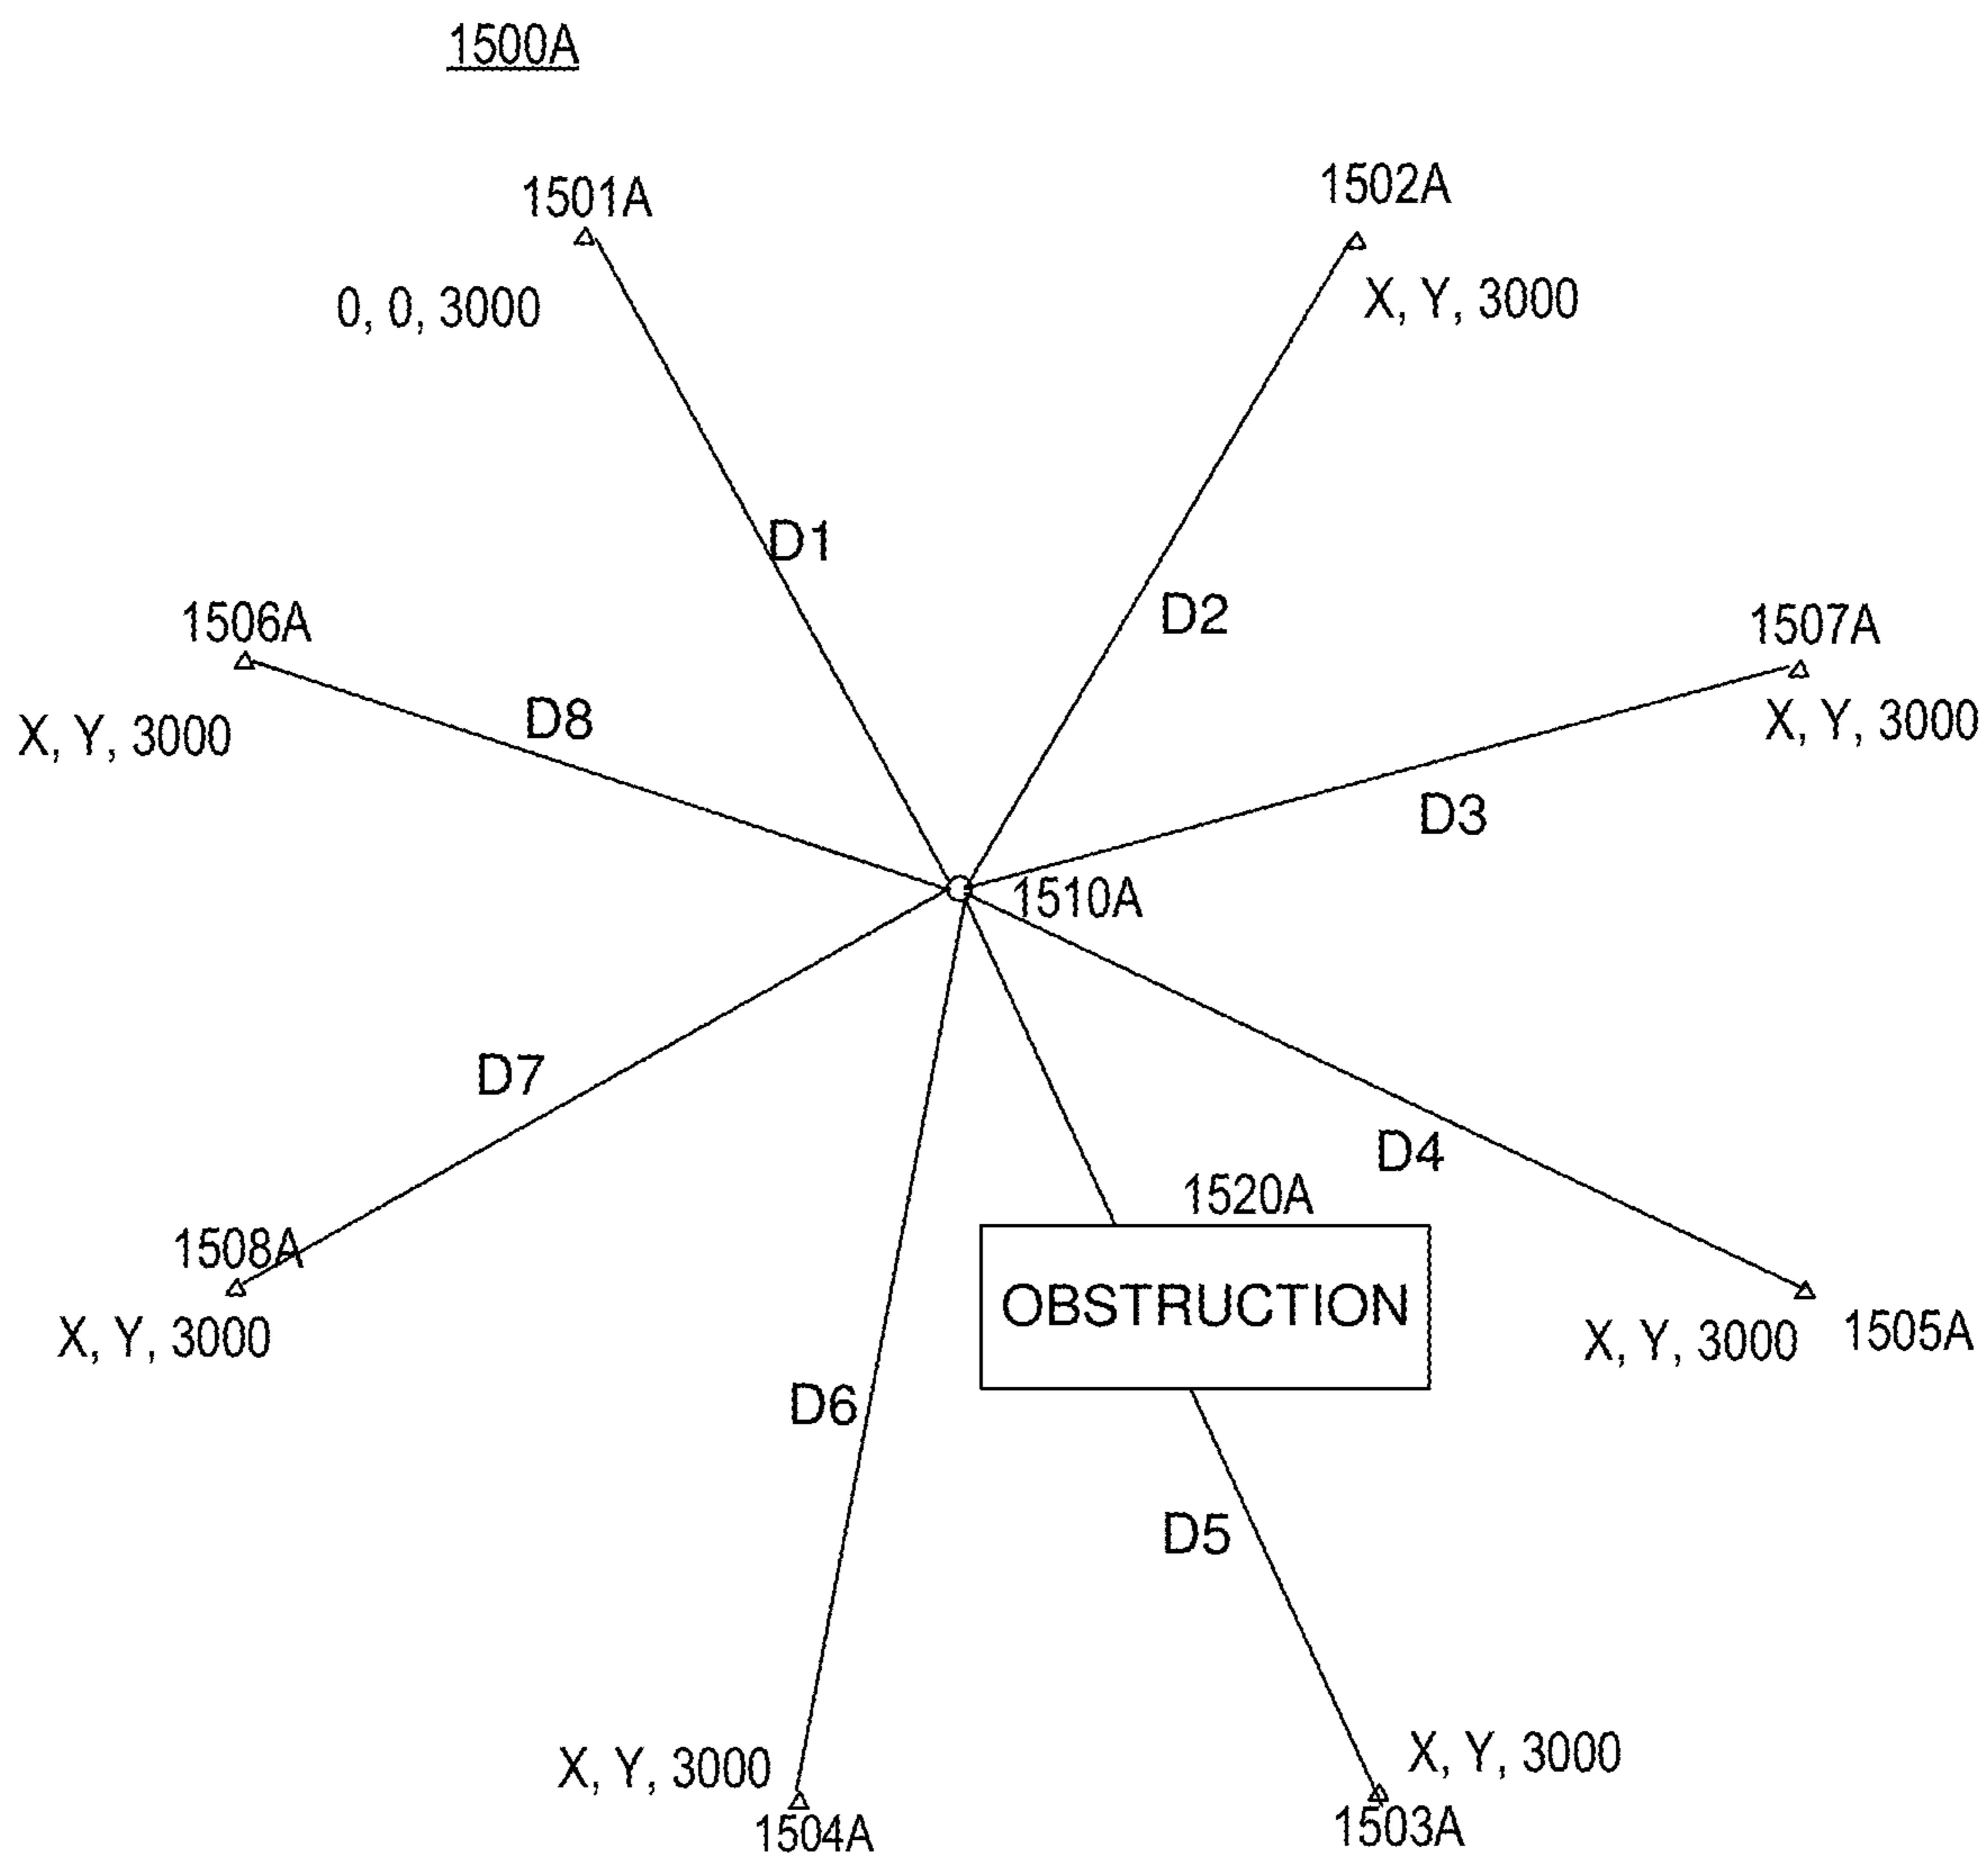 1500A
1501A
1502A
0, 0, 3000
X, Y, 3000
D1
D2
1506A
1507A
X, Y, 3000
D8
X, Y, 3000
D3
1510A
D7
D4
1520A
1508A
OBSTRUCTION
X, Y, 3000
X, Y, 3000
1505A
D6
D5
X, Y, 3000
X, Y, 3000
1504A
1503A